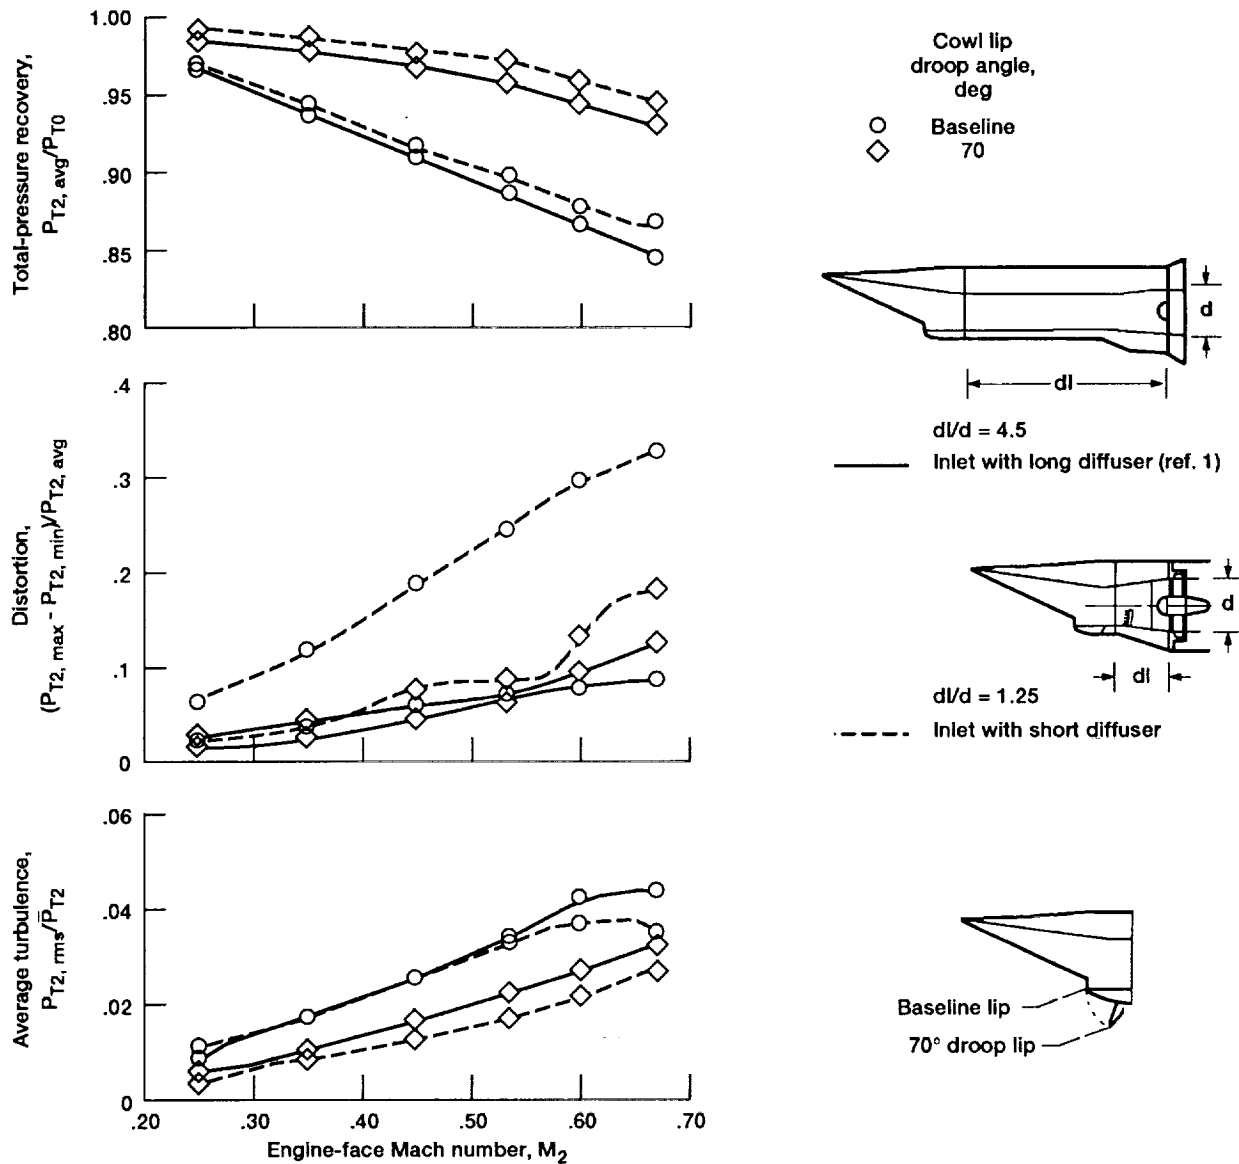 Total-pressure recovery,
P_T2, avg/P_T0
1.00
.95
.90
.85
.80
Distortion,
(P_T2, max - P_T2, min)/P_T2, avg
.4
.3
.2
.1
0
Average turbulence,
P_T2, rms/P̅_T2
.06
.04
.02
0
.20 .30 .40 .50 .60 .70
Engine-face Mach number, M_2
Cowl lip
droop angle,
deg
Baseline
70
d
dl
dl/d = 4.5
Inlet with long diffuser (ref. 1)
d
dl
dl/d = 1.25
Inlet with short diffuser
Baseline lip
70° droop lip